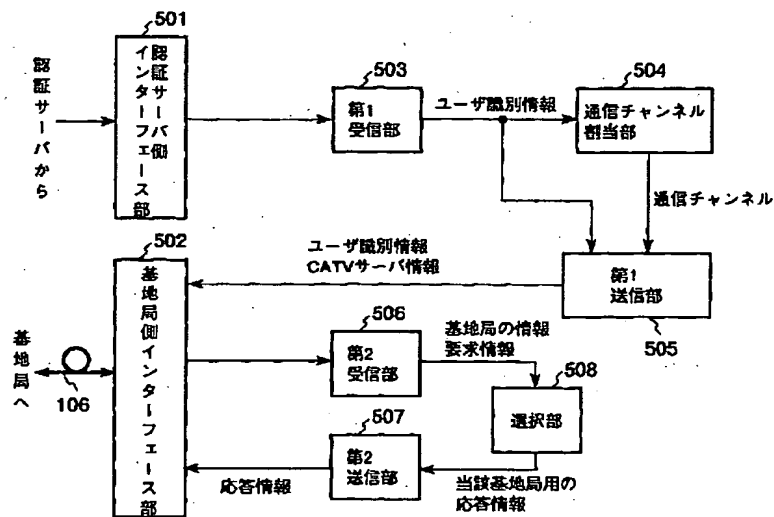 501
認証サーバ側
インターフェース部
認証サーバから
503
第1
受信部
ユーザ識別情報
504
通信チャンネル
割当部
通信チャンネル
502
基地局側インターフェース部
ユーザ識別情報
CATVサーバ情報
第1
送信部
505
506
第2
受信部
基地局の情報
要求情報
508
選択部
基地局へ
106
507
第2
送信部
応答情報
当該基地局用の
応答情報